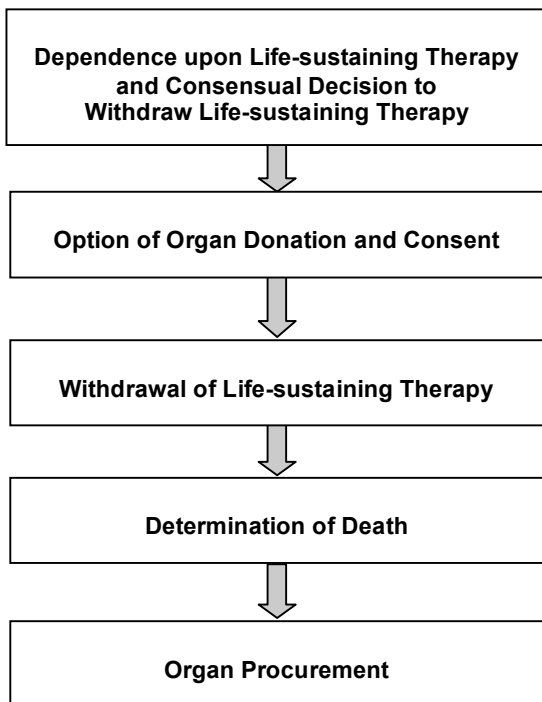 Dependence upon Life-sustaining Therapy
and Consensual Decision to
Withdraw Life-sustaining Therapy
Option of Organ Donation and Consent
Withdrawal of Life-sustaining Therapy
Determination of Death
Organ Procurement